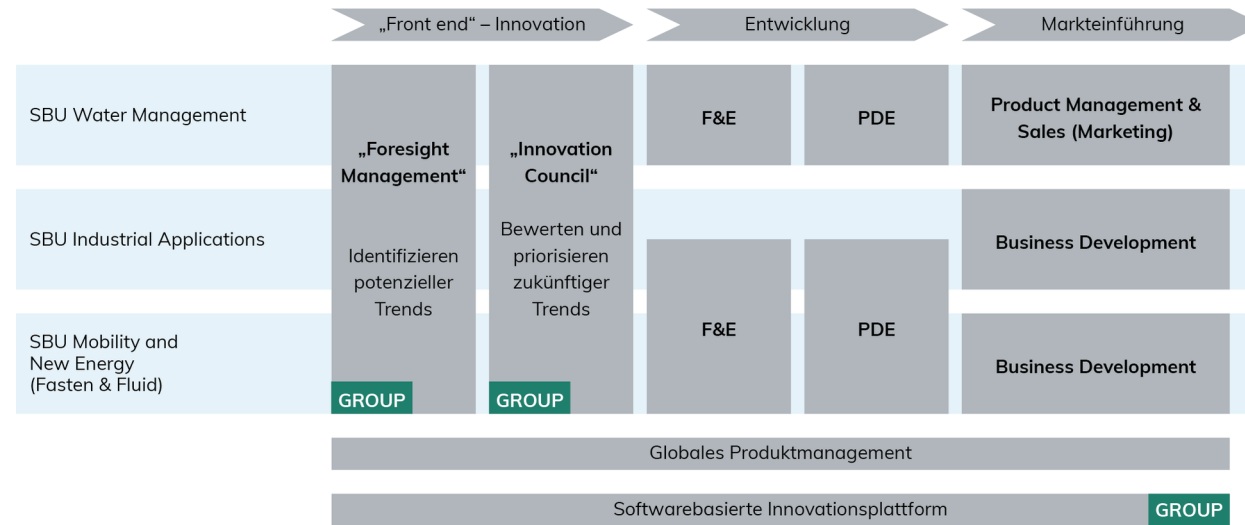 „Front end“ – Innovation
Entwicklung
Markteinführung
SBU Water Management
„Foresight
Management“
Identifizieren
potenzieller
Trends
GROUP
„Innovation
Council“
Bewerten und
priorisieren
zukünftiger
Trends
GROUP
F&E
PDE
Product Management &
Sales (Marketing)
SBU Industrial Applications
Business Development
SBU Mobility and
New Energy
(Fasten & Fluid)
F&E
PDE
Business Development
Globales Produktmanagement
Softwarebasierte Innovationsplattform
GROUP